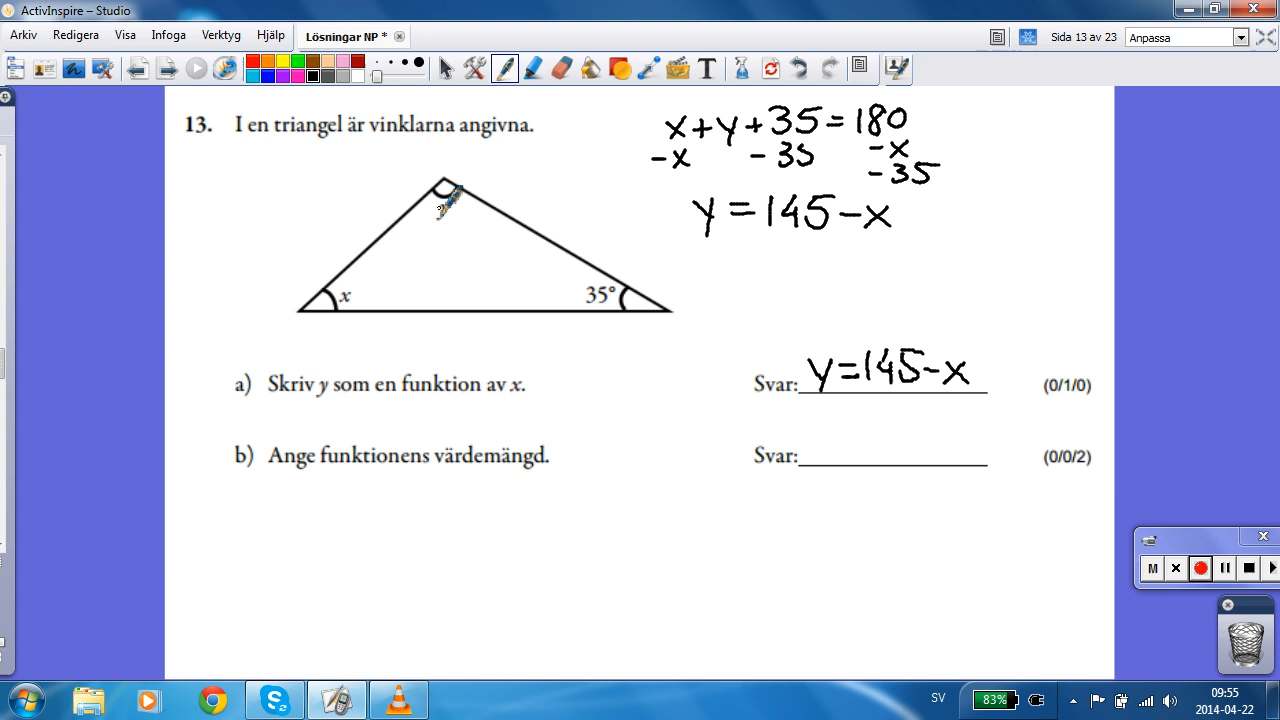 ActivInspire – Studio
Arkiv Redigera Visa Infoga Verktyg Hjälp
Lösningar NP *
Sida 13 av 23
Anpassa
13. I en triangel är vinklarna angivna.
x+y+35=180
-x -35 -x
-35
y=145-x
x
35°
a) Skriv y som en funktion av x.
Svar: y=145-x
(0/1/0)
b) Ange funktionens värdemängd.
Svar:
(0/0/2)
M
SV
83%
09:55
2014-04-22